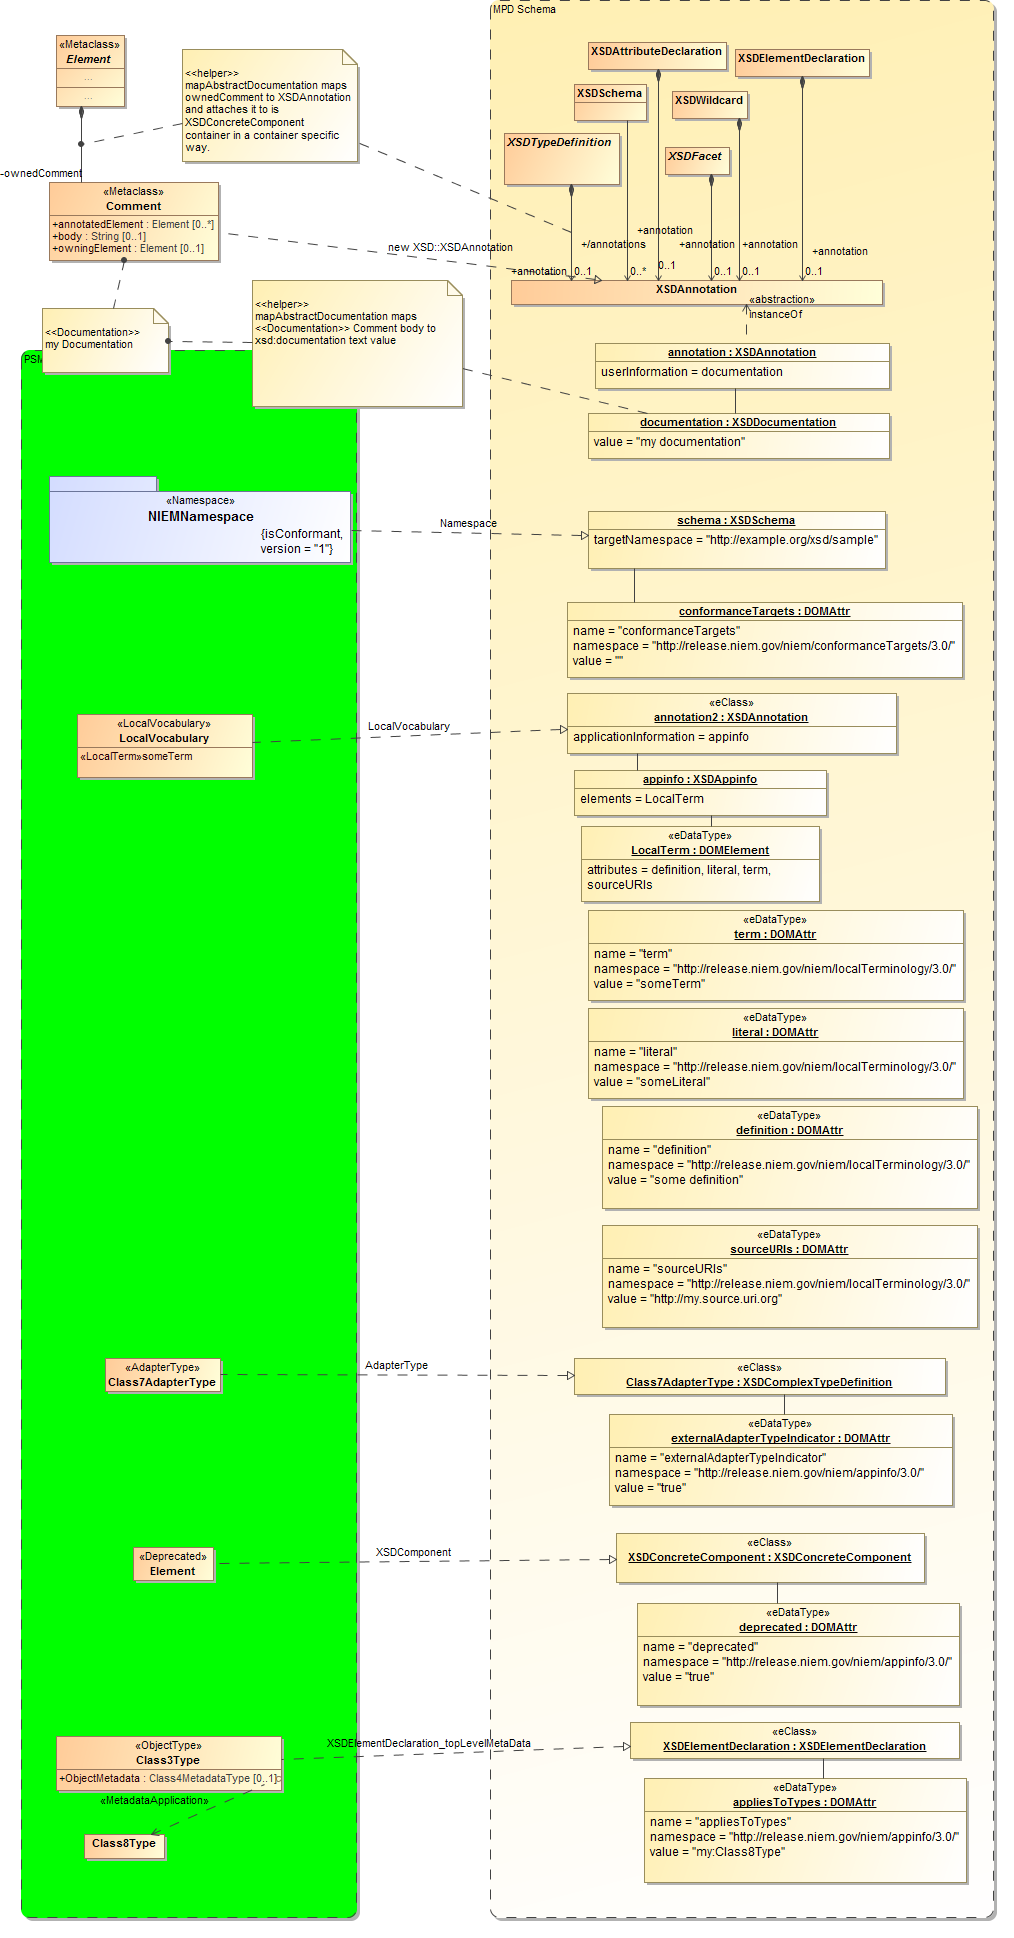 MPD Schema
«Metaclass»
Element
...
...
<<helper>>
mapAbstractDocumentation maps
ownedComment to XSDAnnotation
and attaches it to is
XSDConcreteComponent
container in a container specific
way.
-ownedComment
«Metaclass»
Comment
+annotatedElement : Element [0..*]
+body : String [0..1]
+owningElement : Element [0..1]
XSDAttributeDeclaration
XSDElementDeclaration
XSDSchema
XSDWildcard
XSDTypeDefinition
XSDFacet
+annotation
+/annotations
+annotation
+annotation
+annotation
new XSD::XSDAnnotation
+annotation
0..1
0..*
0..1
0..1
0..1
0..1
XSDAnnotation
«abstraction»
instanceOf
<<Documentation>>
my Documentation
<<helper>>
mapAbstractDocumentation maps
<<Documentation>> Comment body to
xsd:documentation text value
PSM
annotation : XSDAnnotation
userInformation = documentation
documentation : XSDDocumentation
value = "my documentation"
«Namespace»
NIEMNamespace
{isConformant,
version = "1"}
Namespace
schema : XSDSchema
targetNamespace = "http://example.org/xsd/sample"
conformanceTargets : DOMAttr
name = "conformanceTargets"
namespace = "http://release.niem.gov/niem/conformanceTargets/3.0/"
value = ""
«LocalVocabulary»
LocalVocabulary
«LocalTerm»someTerm
LocalVocabulary
«eClass»
annotation2 : XSDAnnotation
applicationInformation = appinfo
appinfo : XSDAppinfo
elements = LocalTerm
«eDataType»
LocalTerm : DOMElement
attributes = definition, literal, term,
sourceURIs
«eDataType»
term : DOMAttr
name = "term"
namespace = "http://release.niem.gov/niem/localTerminology/3.0/"
value = "someTerm"
«eDataType»
literal : DOMAttr
name = "literal"
namespace = "http://release.niem.gov/niem/localTerminology/3.0/"
value = "someLiteral"
«eDataType»
definition : DOMAttr
name = "definition"
namespace = "http://release.niem.gov/niem/localTerminology/3.0/"
value = "some definition"
«eDataType»
sourceURIs : DOMAttr
name = "sourceURIs"
namespace = "http://release.niem.gov/niem/localTerminology/3.0/"
value = "http://my.source.uri.org"
«AdapterType»
Class7AdapterType
AdapterType
«eClass»
Class7AdapterType : XSDComplexTypeDefinition
«eDataType»
externalAdapterTypeIndicator : DOMAttr
name = "externalAdapterTypeIndicator"
namespace = "http://release.niem.gov/niem/appinfo/3.0/"
value = "true"
«Deprecated»
Element
XSDComponent
«eClass»
XSDConcreteComponent : XSDConcreteComponent
«eDataType»
deprecated : DOMAttr
name = "deprecated"
namespace = "http://release.niem.gov/niem/appinfo/3.0/"
value = "true"
«ObjectType»
Class3Type
+ObjectMetadata : Class4MetadataType [0..1]
«MetadataApplication»
Class8Type
XSDElementDeclaration_topLevelMetaData
«eClass»
XSDElementDeclaration : XSDElementDeclaration
«eDataType»
appliesToTypes : DOMAttr
name = "appliesToTypes"
namespace = "http://release.niem.gov/niem/appinfo/3.0/"
value = "my:Class8Type"